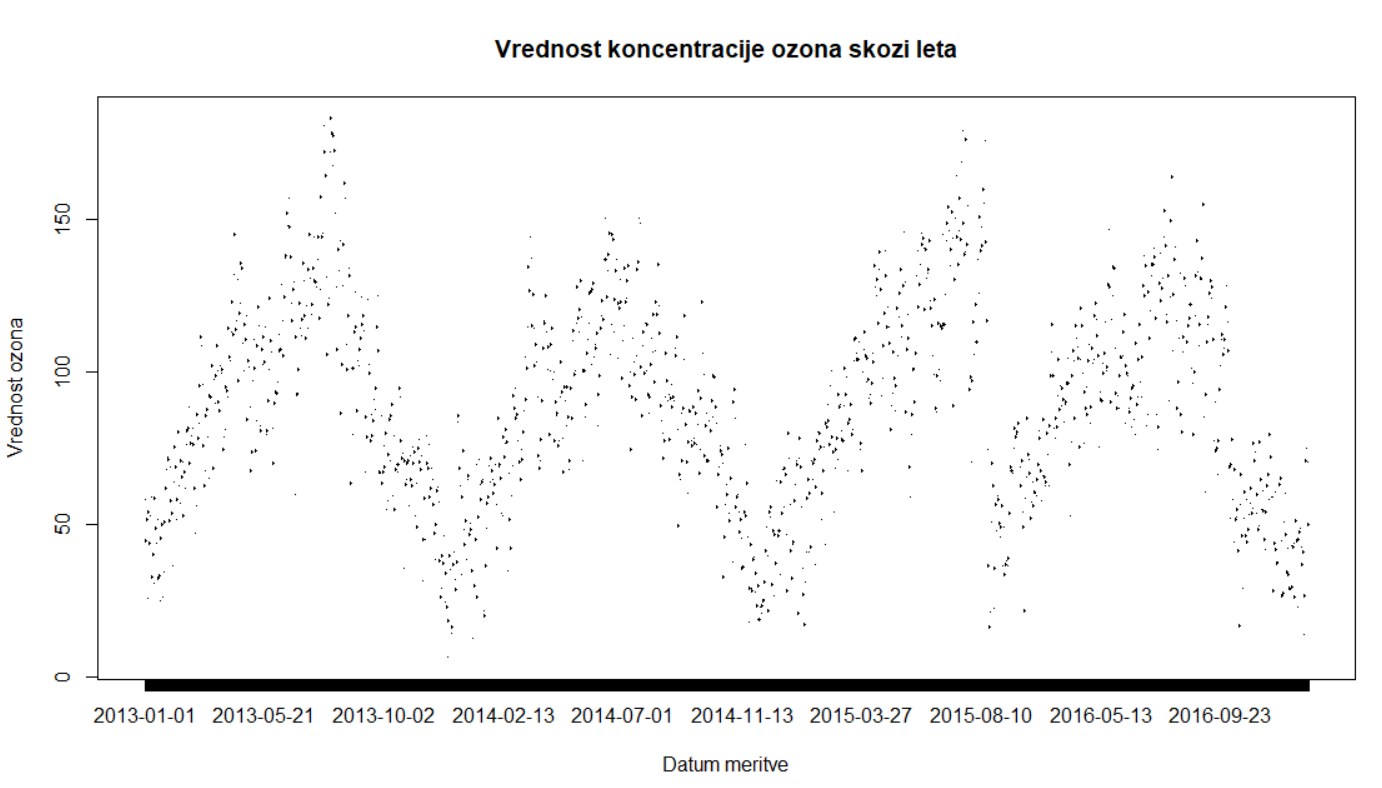 Vrednost koncentracije ozona skozi leta
Vrednost ozona
150
100
50
0
2013-01-01 2013-05-21 2013-10-02 2014-02-13 2014-07-01 2014-11-13 2015-03-27 2015-08-10 2016-05-13 2016-09-23
Datum meritve